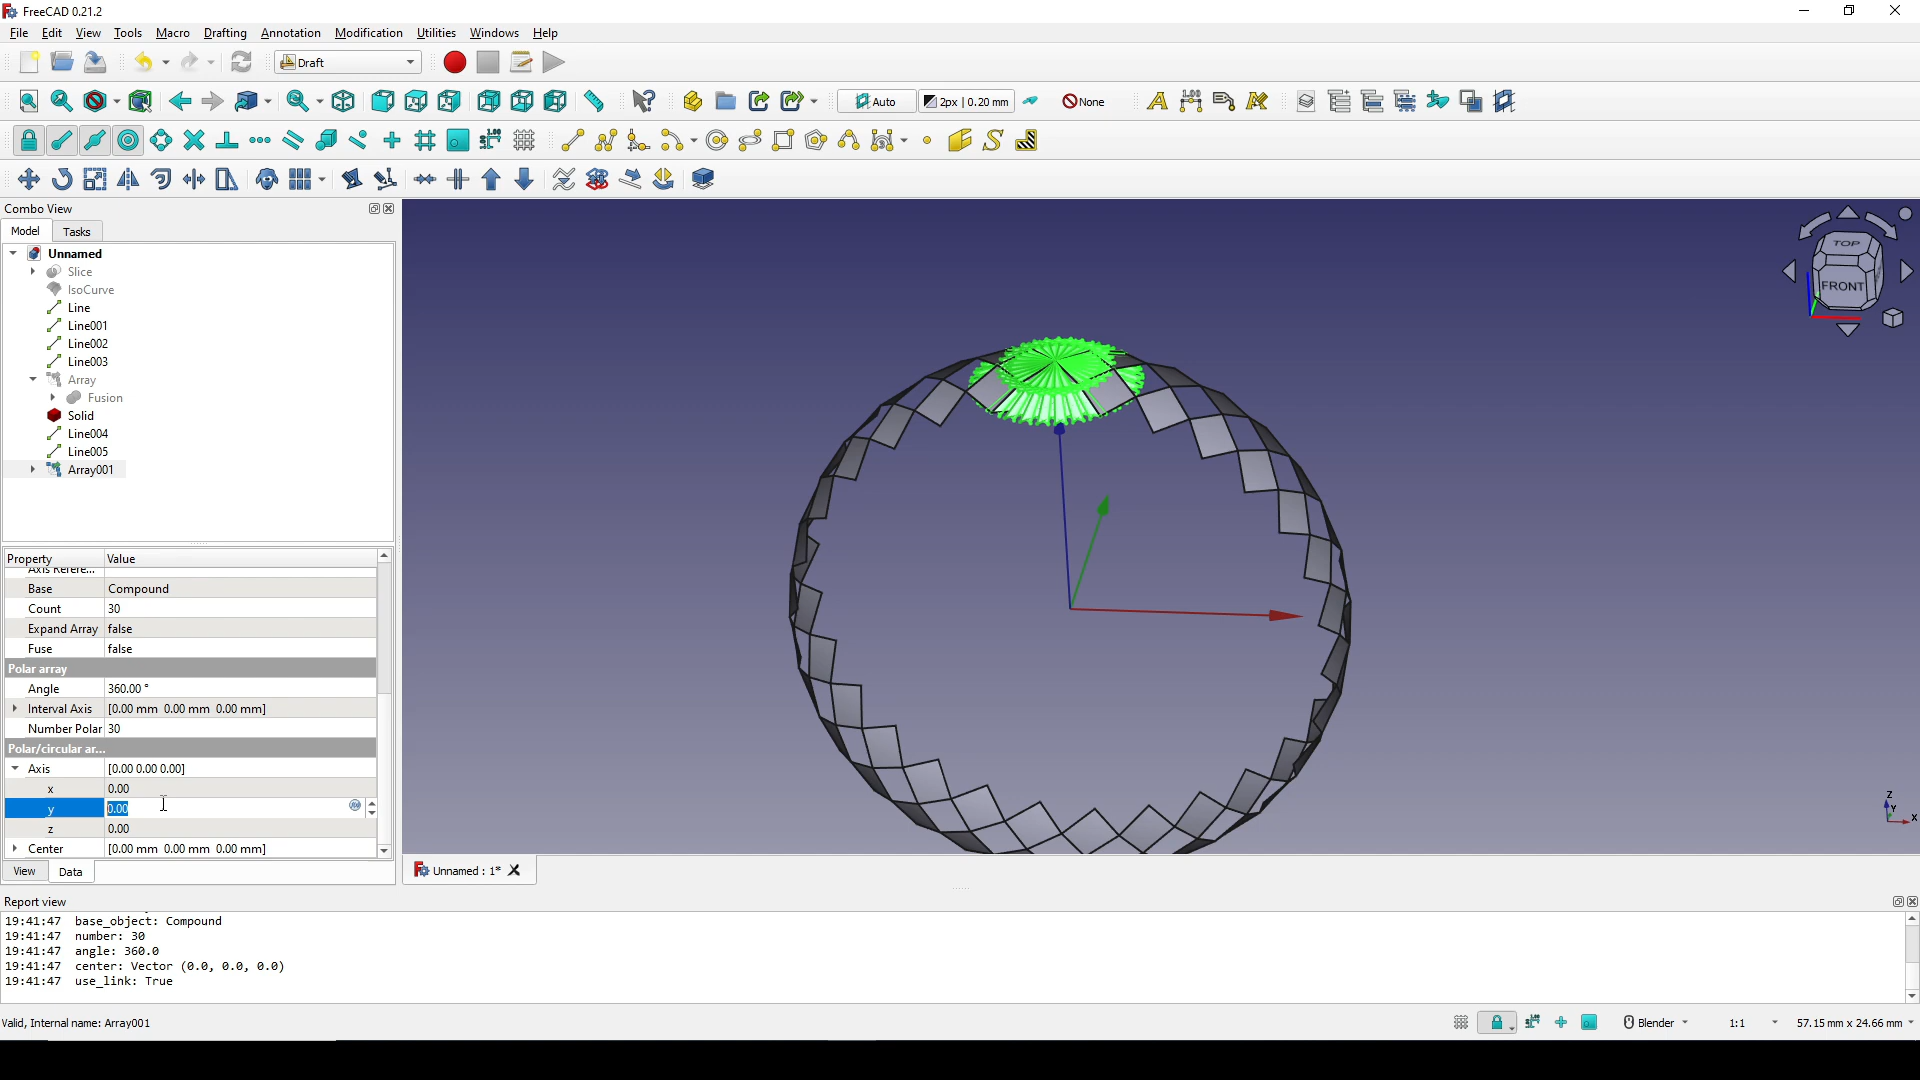 FreeCAD 0.21.2
File Edit View Tools Macro Drafting Annotation Modification Utilities Windows Help
Draft
Auto 2px | 0.20 mm None
Combo View
Model Tasks
Unnamed
Slice
IsoCurve
Line
Line001
Line002
Line003
Array
Fusion
Solid
Line004
Line005
Array001
Property Value
Axis Refere...
Base Compound
Count 30
Expand Array false
Fuse false
Polar array
Angle 360.00 °
Interval Axis [0.00 mm 0.00 mm 0.00 mm]
Number Polar 30
Polar/circular ar...
Axis [0.00 0.00 0.00]
x 0.00
y 0.00
z 0.00
Center [0.00 mm 0.00 mm 0.00 mm]
View Data
TOP
FRONT
Z
Y
X
Unnamed : 1*
Report view
19:41:47 base_object: Compound
19:41:47 number: 30
19:41:47 angle: 360.0
19:41:47 center: Vector (0.0, 0.0, 0.0)
19:41:47 use_link: True
Valid, Internal name: Array001
Blender 1:1 57.15 mm x 24.66 mm